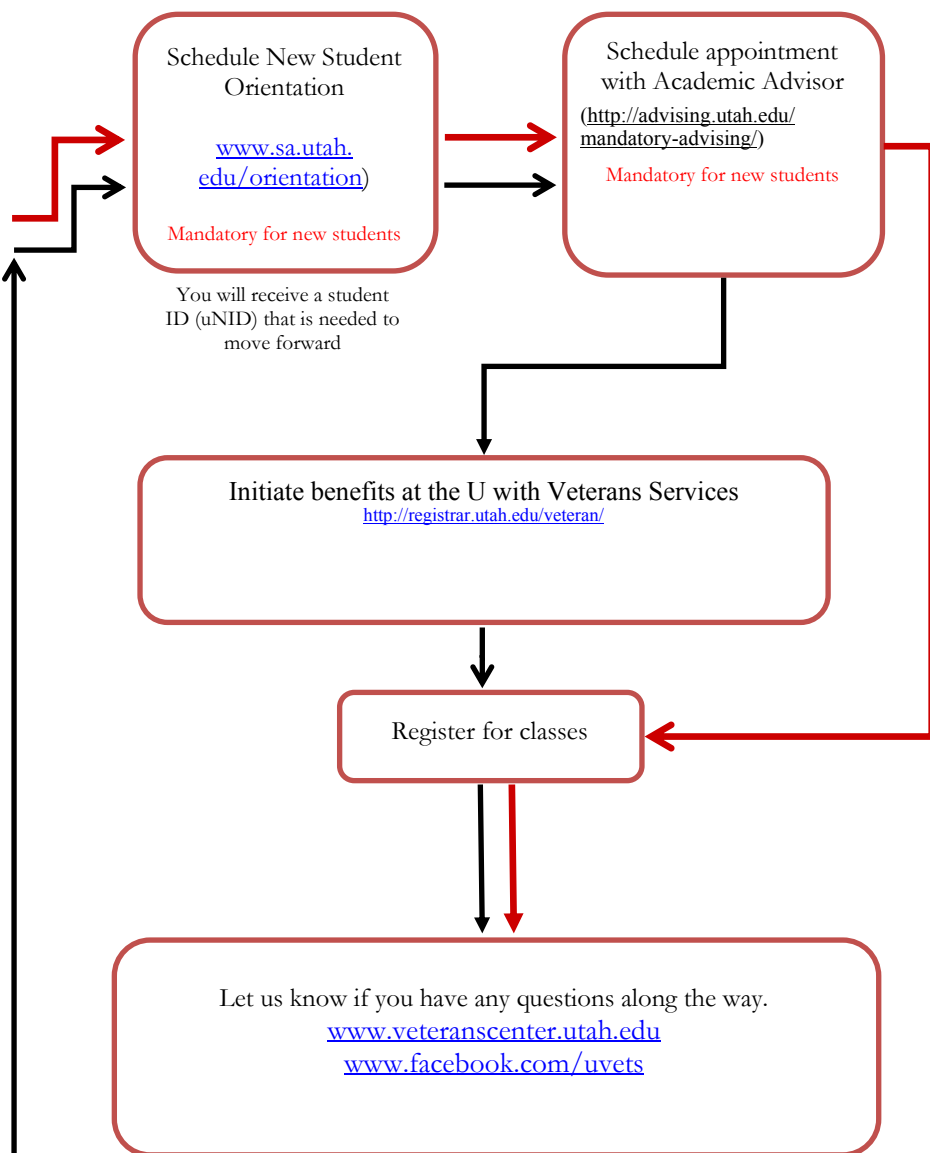 Schedule New Student
Orientation
www.sa.utah.
edu/orientation)
Mandatory for new students
You will receive a student
ID (uNID) that is needed to
move forward
Schedule appointment
with Academic Advisor
(http://advising.utah.edu/
mandatory-advising/)
Mandatory for new students
Initiate benefits at the U with Veterans Services
http://registrar.utah.edu/veteran/
Register for classes
Let us know if you have any questions along the way.
www.veteranscenter.utah.edu
www.facebook.com/uvets